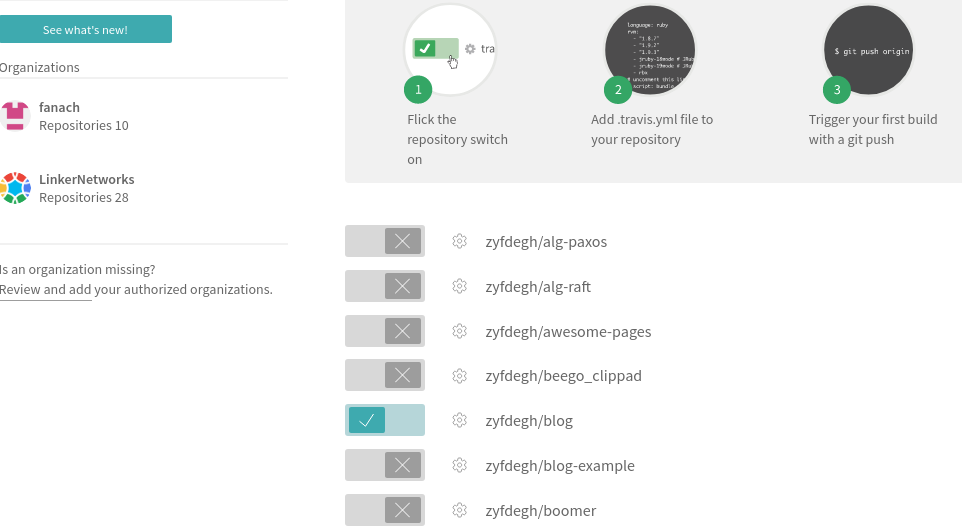 See what's new!
Organizations
fanach
Repositories 10
LinkerNetworks
Repositories 28
Is an organization missing?
Review and add your authorized organizations.
tra
1
Flick the
repository switch
on
language: ruby
rvm:
- "1.8.7"
- "1.9.2"
- "1.9.3"
- jruby-18mode # JRu
- jruby-19mode # JRu
- rbx
# uncomment this li
script: bundle
2
Add .travis.yml file to
your repository
$ git push origin
3
Trigger your first build
with a git push
zyfdegh/alg-paxos
zyfdegh/alg-raft
zyfdegh/awesome-pages
zyfdegh/beego_clippad
zyfdegh/blog
zyfdegh/blog-example
zyfdegh/boomer